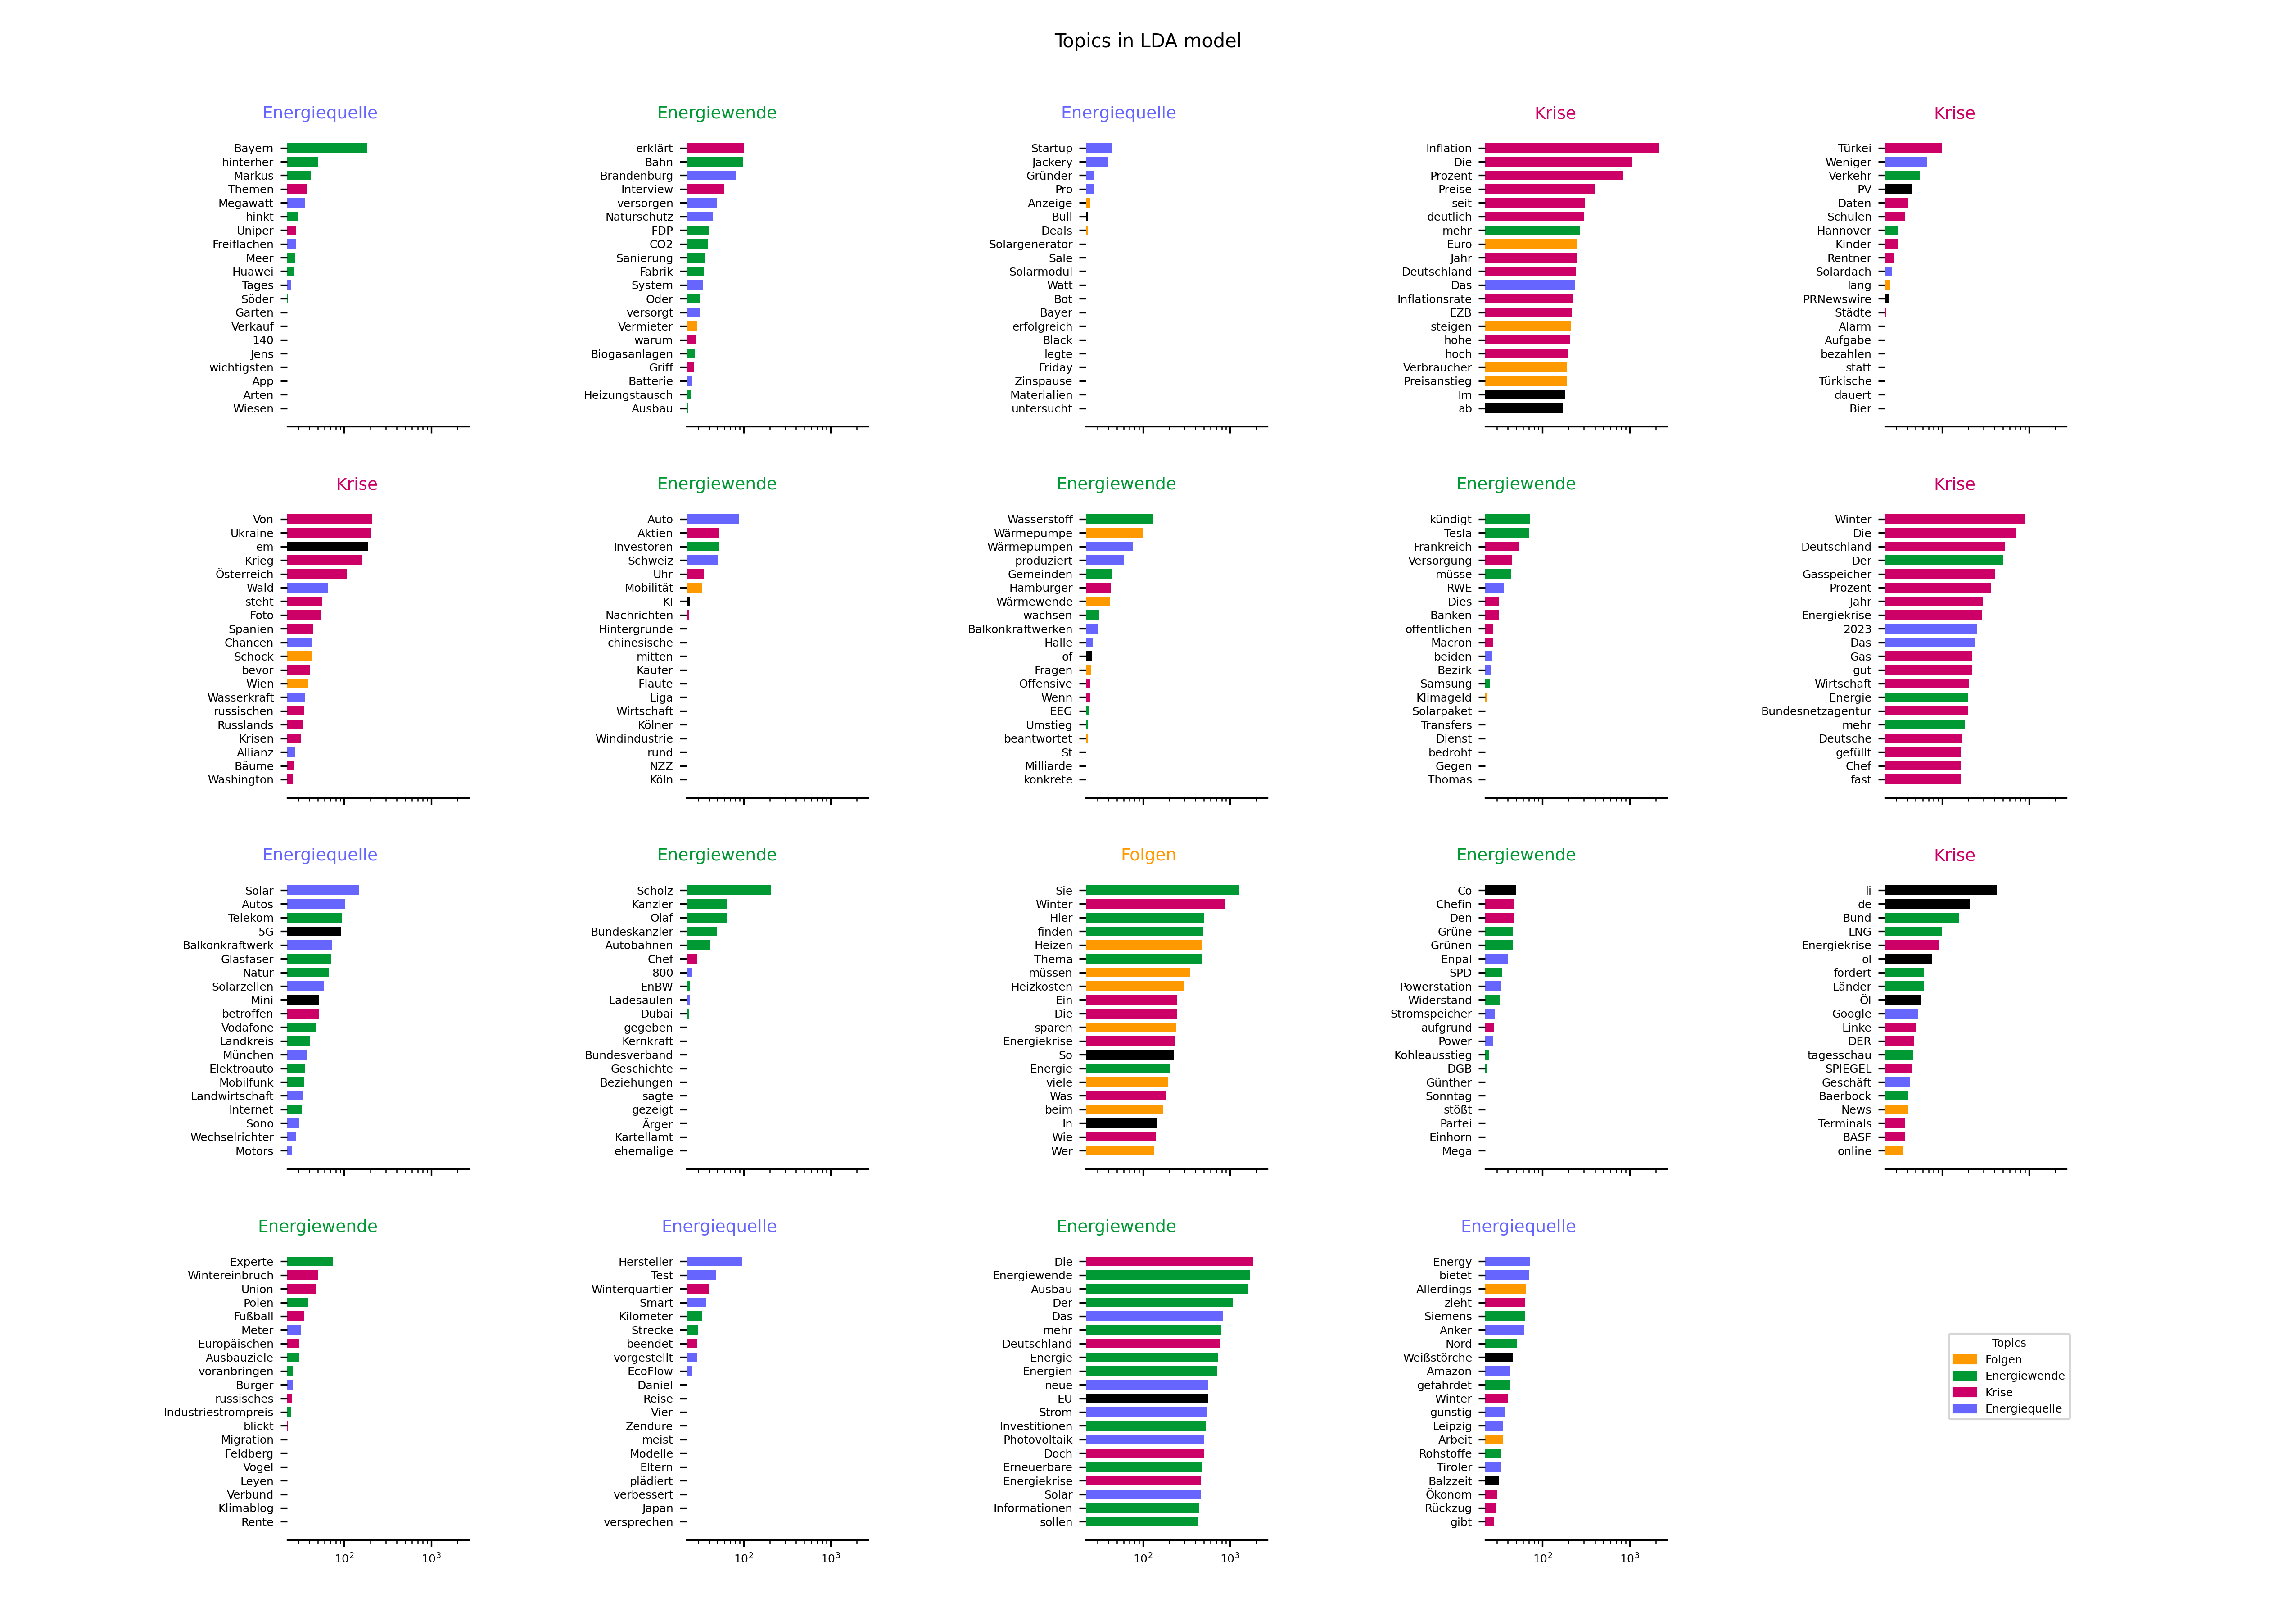 Topics in LDA model
Energiequelle
Bayern
hinterher
Markus
Themen
Megawatt
hinkt
Uniper
Freiflächen
Meer
Huawei
Tages
Söder
Garten
Verkauf
140
Jens
wichtigsten
App
Arten
Wiesen
Energiewende
erklärt
Bahn
Brandenburg
Interview
versorgen
Naturschutz
FDP
CO2
Sanierung
Fabrik
System
Oder
versorgt
Vermieter
warum
Biogasanlagen
Griff
Batterie
Heizungstausch
Ausbau
Energiequelle
Startup
Jackery
Gründer
Pro
Anzeige
Bull
Deals
Solargenerator
Sale
Solarmodul
Watt
Bot
Bayer
erfolgreich
Black
legte
Friday
Zinspause
Materialien
untersucht
Krise
Inflation
Die
Prozent
Preise
seit
deutlich
mehr
Euro
Jahr
Deutschland
Das
Inflationsrate
EZB
steigen
hohe
hoch
Verbraucher
Preisanstieg
Im
ab
Krise
Türkei
Weniger
Verkehr
PV
Daten
Schulen
Hannover
Kinder
Rentner
Solardach
lang
PRNewswire
Städte
Alarm
Aufgabe
bezahlen
statt
Türkische
dauert
Bier
Krise
Von
Ukraine
em
Krieg
Österreich
Wald
steht
Foto
Spanien
Chancen
Schock
bevor
Wien
Wasserkraft
russischen
Russlands
Krisen
Allianz
Bäume
Washington
Energiewende
Auto
Aktien
Investoren
Schweiz
Uhr
Mobilität
KI
Nachrichten
Hintergründe
chinesische
mitten
Käufer
Flaute
Liga
Wirtschaft
Kölner
Windindustrie
rund
NZZ
Köln
Energiewende
Wasserstoff
Wärmepumpe
Wärmepumpen
produziert
Gemeinden
Hamburger
Wärmewende
wachsen
Balkonkraftwerken
Halle
of
Fragen
Offensive
Wenn
EEG
Umstieg
beantwortet
St
Milliarde
konkrete
Energiewende
kündigt
Tesla
Frankreich
Versorgung
müsse
RWE
Dies
Banken
öffentlichen
Macron
beiden
Bezirk
Samsung
Klimageld
Solarpaket
Transfers
Dienst
bedroht
Gegen
Thomas
Krise
Winter
Die
Deutschland
Der
Gasspeicher
Prozent
Jahr
Energiekrise
2023
Das
Gas
gut
Wirtschaft
Energie
Bundesnetzagentur
mehr
Deutsche
gefüllt
Chef
fast
Energiequelle
Solar
Autos
Telekom
5G
Balkonkraftwerk
Glasfaser
Natur
Solarzellen
Mini
betroffen
Vodafone
Landkreis
München
Elektroauto
Mobilfunk
Landwirtschaft
Internet
Sono
Wechselrichter
Motors
Energiewende
Scholz
Kanzler
Olaf
Bundeskanzler
Autobahnen
Chef
800
EnBW
Ladesäulen
Dubai
gegeben
Kernkraft
Bundesverband
Geschichte
Beziehungen
sagte
gezeigt
Ärger
Kartellamt
ehemalige
Folgen
Sie
Winter
Hier
finden
Heizen
Thema
müssen
Heizkosten
Ein
Die
sparen
Energiekrise
So
Energie
viele
Was
beim
In
Wie
Wer
Energiewende
Co
Chefin
Den
Grüne
Grünen
Enpal
SPD
Powerstation
Widerstand
Stromspeicher
aufgrund
Power
Kohleausstieg
DGB
Günther
Sonntag
stößt
Partei
Einhorn
Mega
Krise
li
de
Bund
LNG
Energiekrise
ol
fordert
Länder
Öl
Google
Linke
DER
tagesschau
SPIEGEL
Geschäft
Baerbock
News
Terminals
BASF
online
Energiewende
Experte
Wintereinbruch
Union
Polen
Fußball
Meter
Europäischen
Ausbauziele
voranbringen
Burger
russisches
Industriestrompreis
blickt
Migration
Feldberg
Vögel
Leyen
Verbund
Klimablog
Rente
10²
10³
Energiequelle
Hersteller
Test
Winterquartier
Smart
Kilometer
Strecke
beendet
vorgestellt
EcoFlow
Daniel
Reise
Vier
Zendure
meist
Modelle
Eltern
plädiert
verbessert
Japan
versprechen
10²
10³
Energiewende
Die
Energiewende
Ausbau
Der
Das
mehr
Deutschland
Energie
Energien
neue
EU
Strom
Investitionen
Photovoltaik
Doch
Erneuerbare
Energiekrise
Solar
Informationen
sollen
10²
10³
Energiequelle
Energy
bietet
Allerdings
zieht
Siemens
Anker
Nord
Weißstörche
Amazon
gefährdet
Winter
günstig
Leipzig
Arbeit
Rohstoffe
Tiroler
Balzzeit
Ökonom
Rückzug
gibt
10²
10³
Topics
Folgen
Energiewende
Krise
Energiequelle